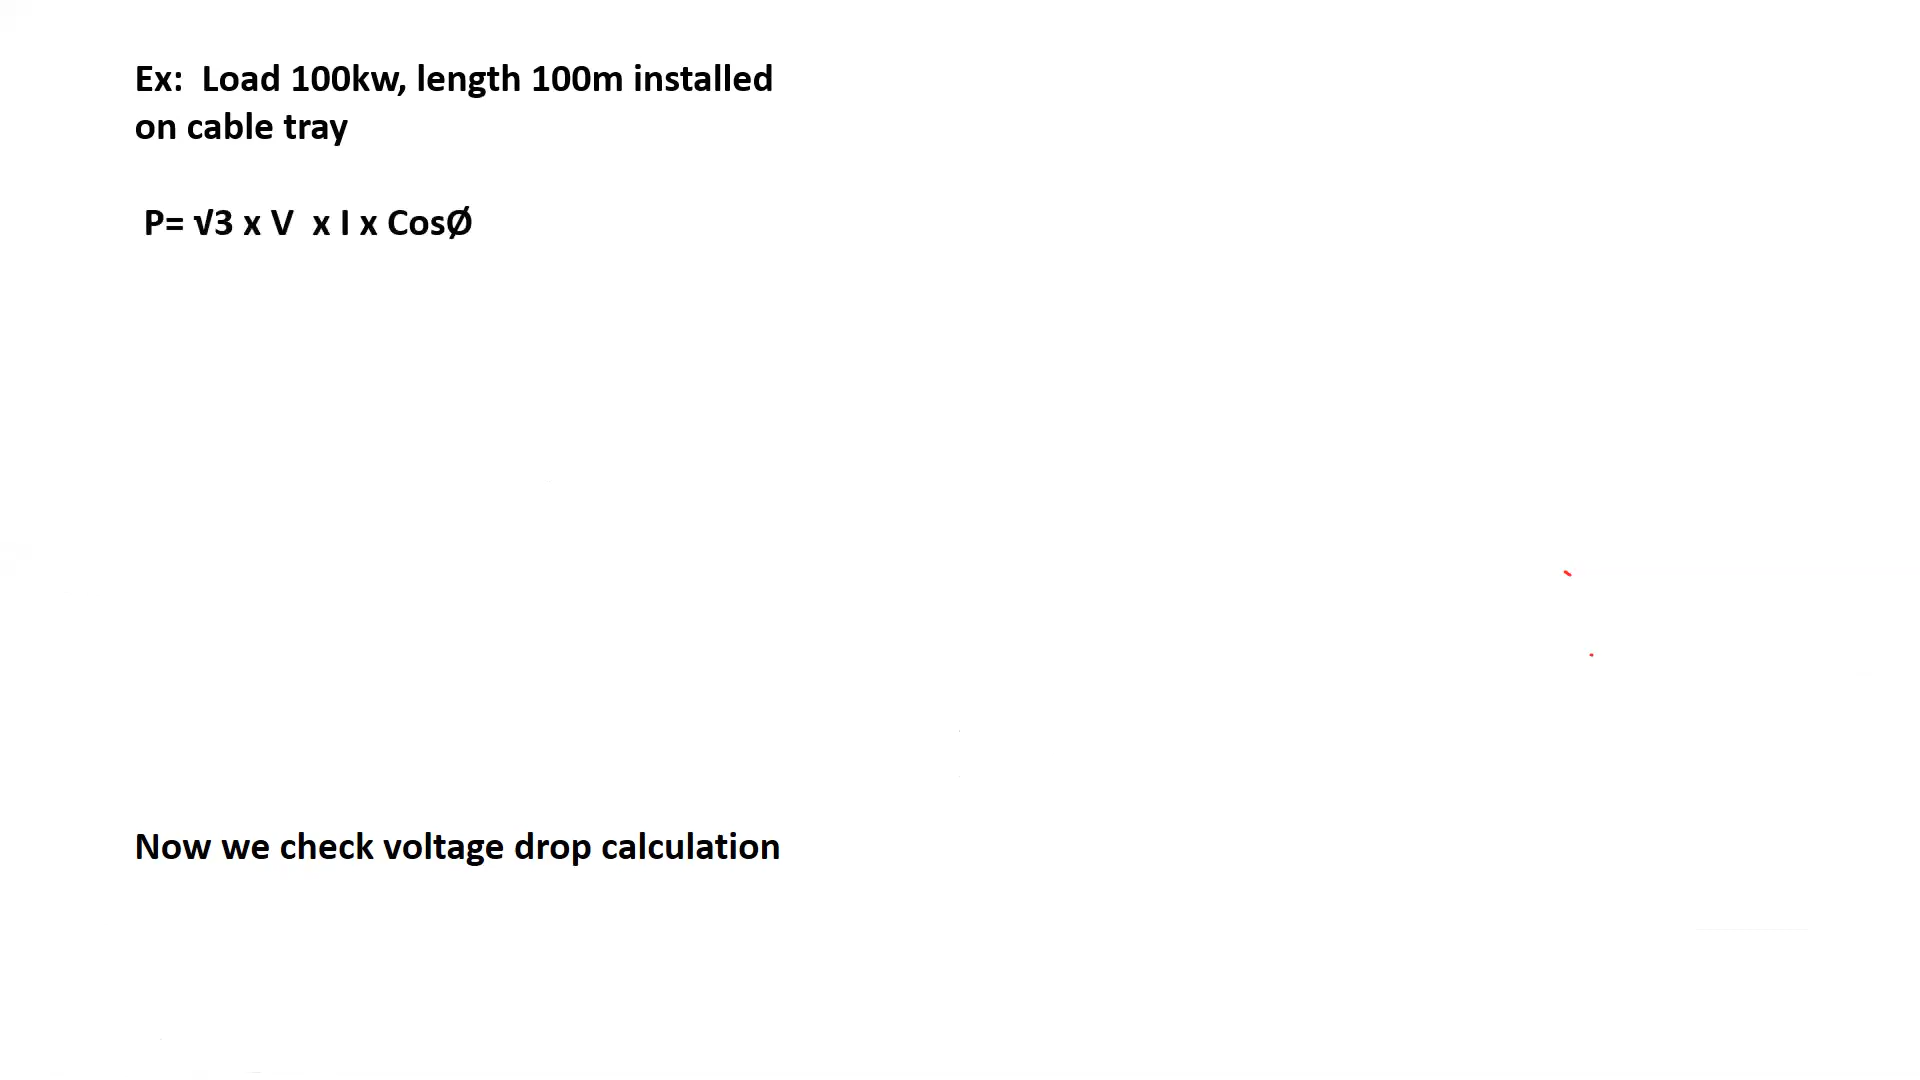 Ex:  Load 100kw, length 100m installed
on cable tray
P= √3 x V  x I x CosØ
Now we check voltage drop calculation